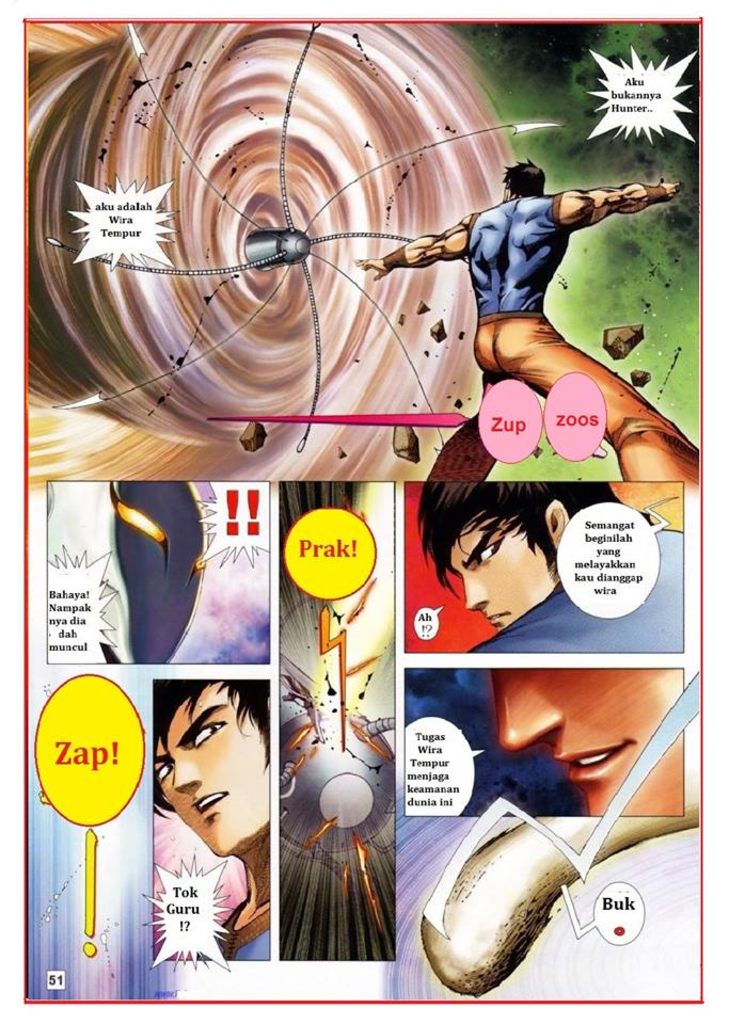 Aku
bukannya
Hunter..
aku adalah
Wira
Tempur
Zup
zoos
!!
Bahaya!
Nampak
nya dia
dah
muncul
Prak!
Semangat
beginilah
yang
melayakkan
kau dianggap
wira
Ah
!?
Zap!
Tok
Guru
!?
Tugas
Wira
Tempur
menjaga
keamanan
dunia ini
Buk
51